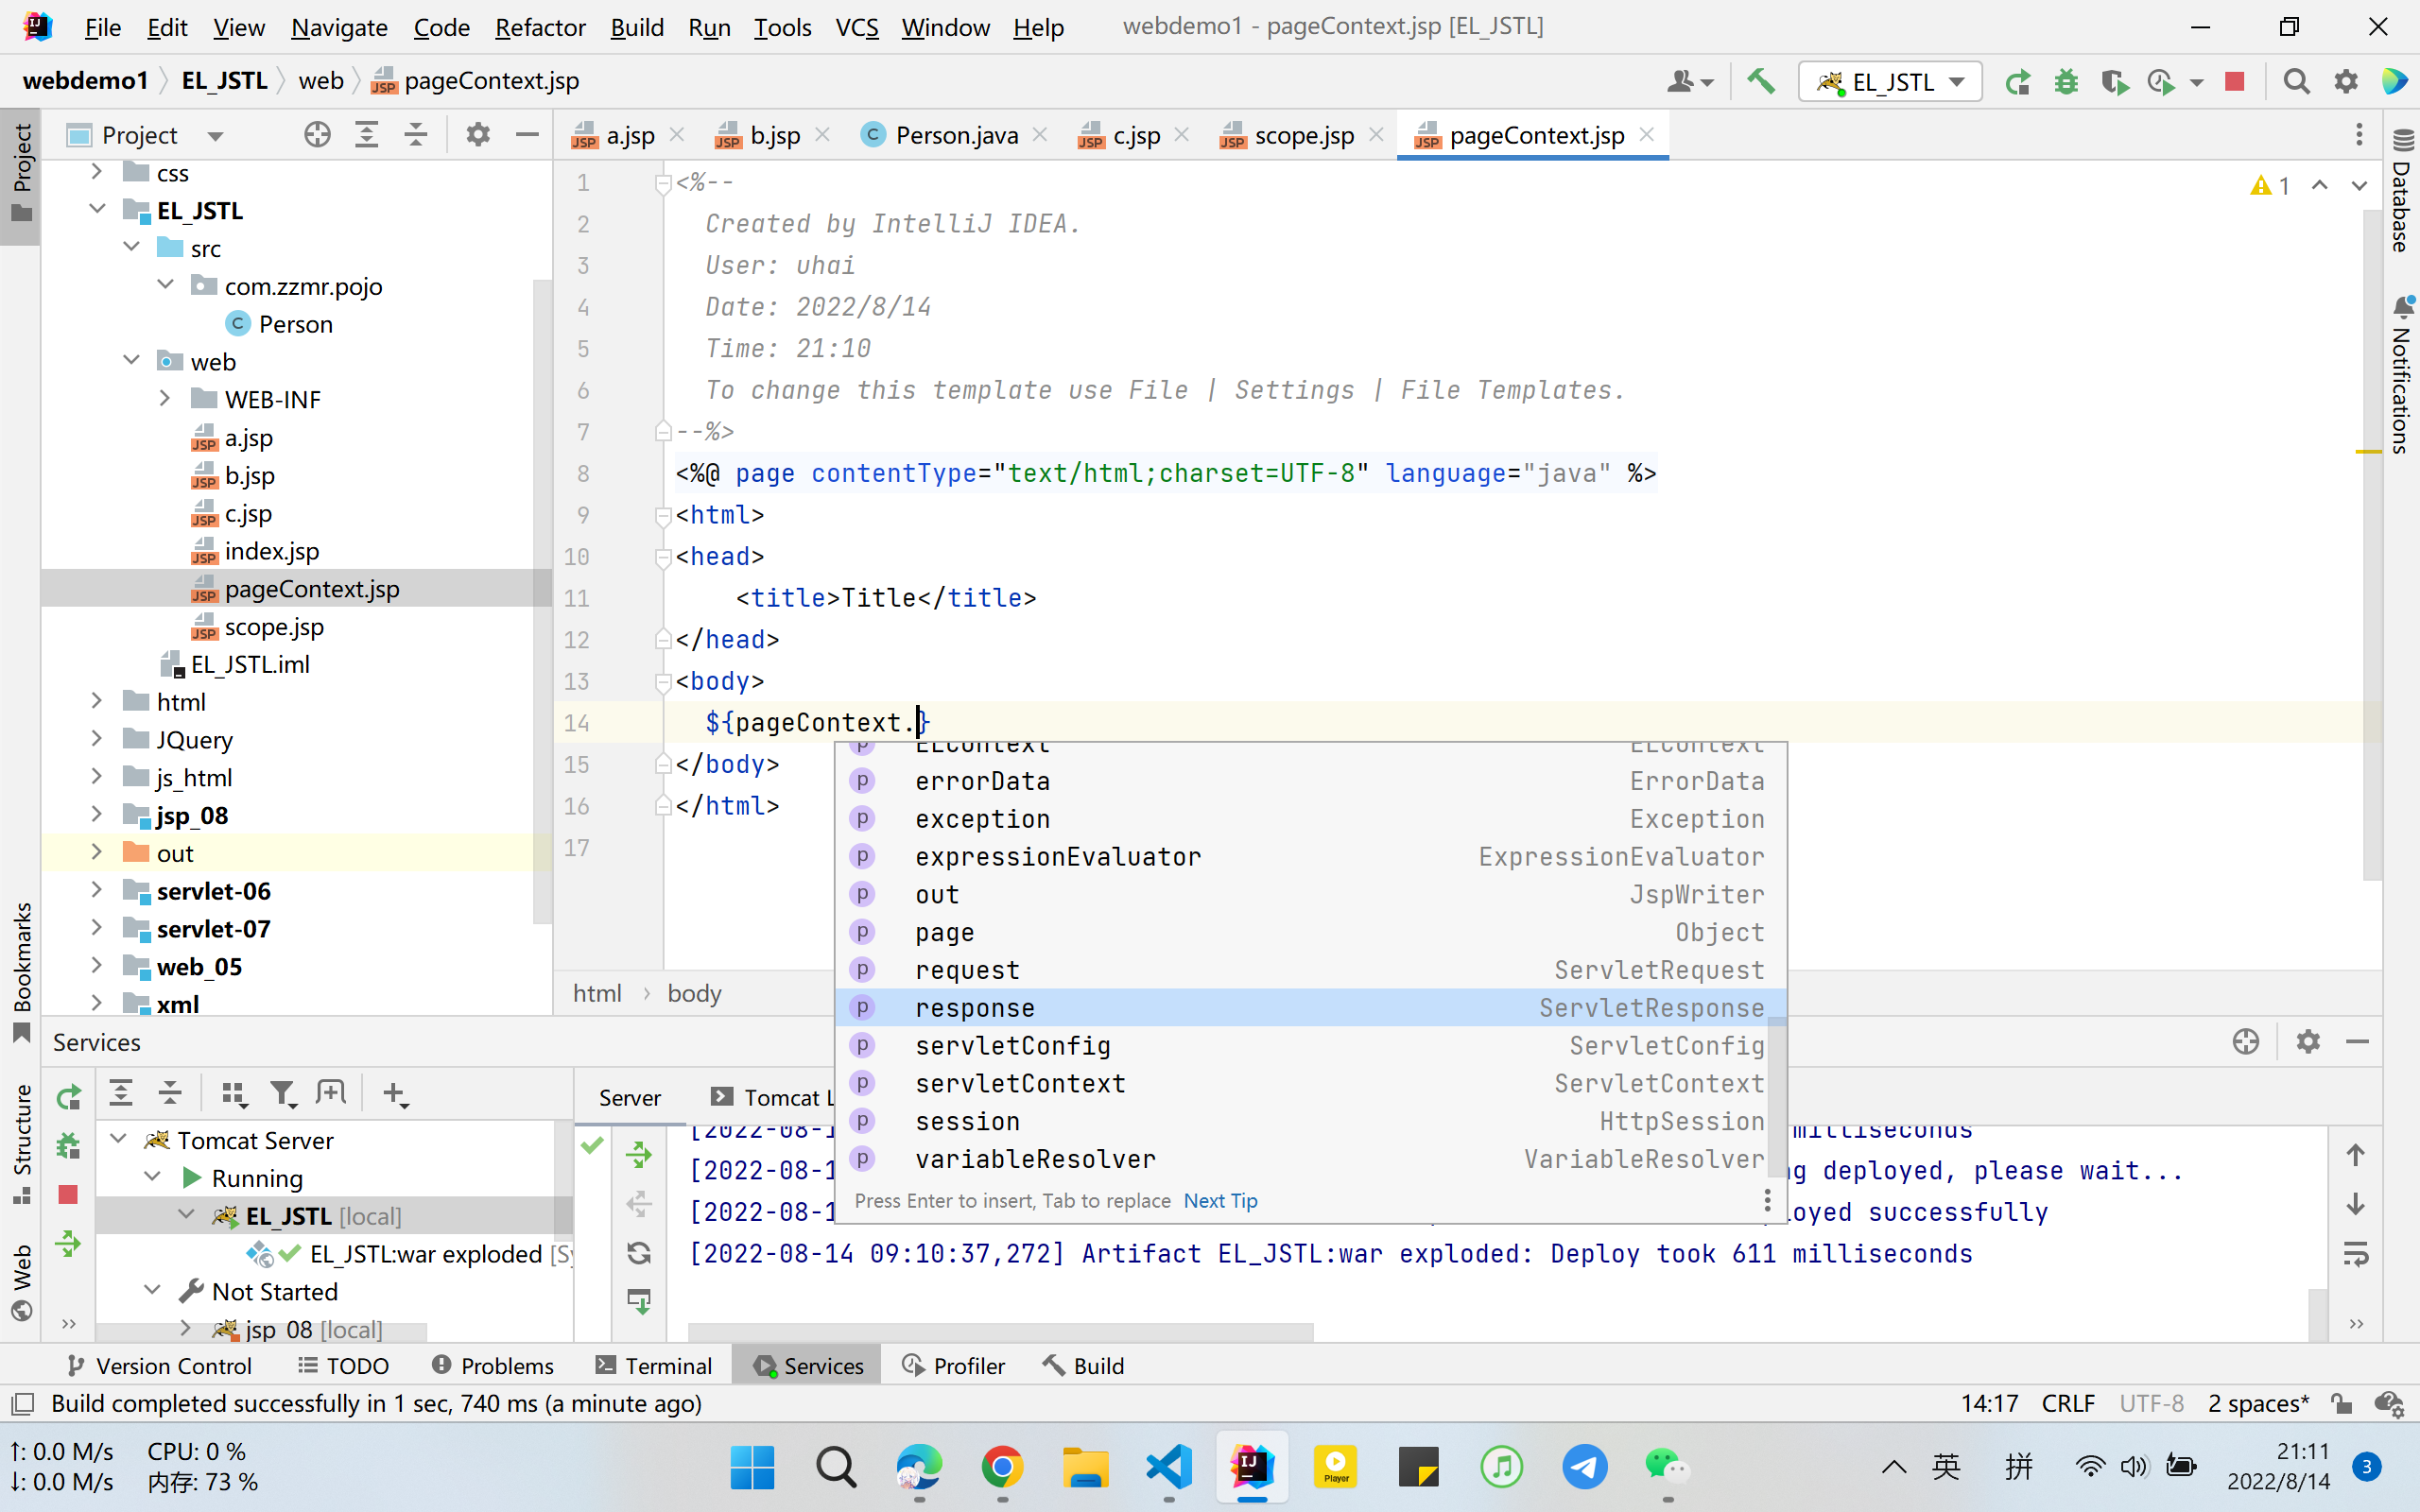 File Edit View Navigate Code Refactor Build Run Tools VCS Window Help webdemo1 - pageContext.jsp [EL_JSTL]
webdemo1 EL_JSTL web pageContext.jsp EL_JSTL
Project
Project
a.jsp b.jsp Person.java c.jsp scope.jsp pageContext.jsp
css
EL_JSTL
src
com.zzmr.pojo
Person
web
WEB-INF
a.jsp
b.jsp
c.jsp
index.jsp
pageContext.jsp
scope.jsp
EL_JSTL.iml
html
JQuery
js_html
jsp_08
out
servlet-06
servlet-07
web_05
xml
1 <%--
2 Created by IntelliJ IDEA.
3 User: uhai
4 Date: 2022/8/14
5 Time: 21:10
6 To change this template use File | Settings | File Templates.
7 --%>
8 <%@ page contentType="text/html;charset=UTF-8" language="java" %>
9 <html>
10 <head>
11 <title>Title</title>
12 </head>
13 <body>
14 ${pageContext.}
15 </body>
16 </html>
17
1
Database
Notifications
ELContext ELContext
errorData ErrorData
exception Exception
expressionEvaluator ExpressionEvaluator
out JspWriter
page Object
request ServletRequest
response ServletResponse
servletConfig ServletConfig
servletContext ServletContext
session HttpSession
variableResolver VariableResolver
Press Enter to insert, Tab to replace Next Tip
html › body
Bookmarks
Structure
Web
Services
Tomcat Server
Running
EL_JSTL [local]
EL_JSTL:war exploded [Sy
Not Started
jsp_08 [local]
Server Tomcat L
[2022-08-1 milliseconds
[2022-08-1 g deployed, please wait...
[2022-08-1 oyed successfully
[2022-08-14 09:10:37,272] Artifact EL_JSTL:war exploded: Deploy took 611 milliseconds
Version Control TODO Problems Terminal Services Profiler Build
Build completed successfully in 1 sec, 740 ms (a minute ago) 14:17 CRLF UTF-8 2 spaces*
↑: 0.0 M/s CPU: 0 %
↓: 0.0 M/s 内存: 73 %
Player
英 拼
21:11
2022/8/14
3